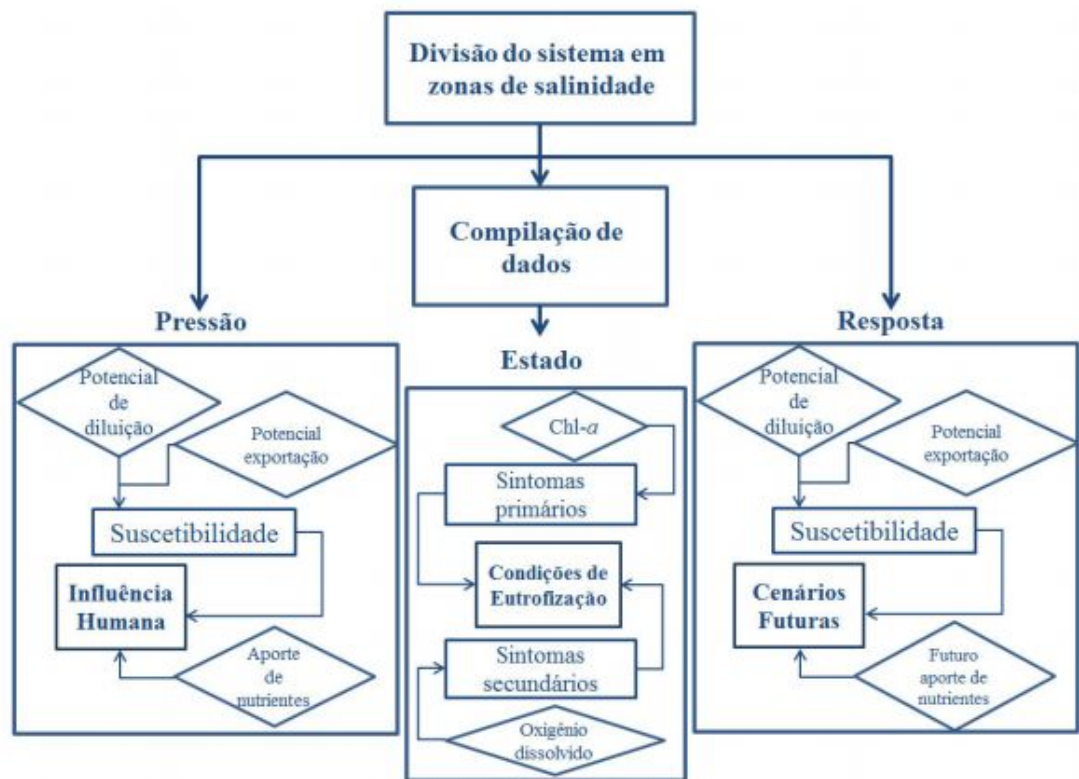 Divisão do sistema em
zonas de salinidade
Compilação de
dados
Pressão
Potencial
de
diluição
Potencial
exportação
Suscetibilidade
Influência
Humana
Aporte
de
nutrientes
Estado
Chl-a
Sintomas
primários
Condições de
Eutrofização
Sintomas
secundários
Oxigênio
dissolvido
Resposta
Potencial
de
diluição
Potencial
exportação
Suscetibilidade
Cenários
Futuras
Futuro
aporte de
nutrientes